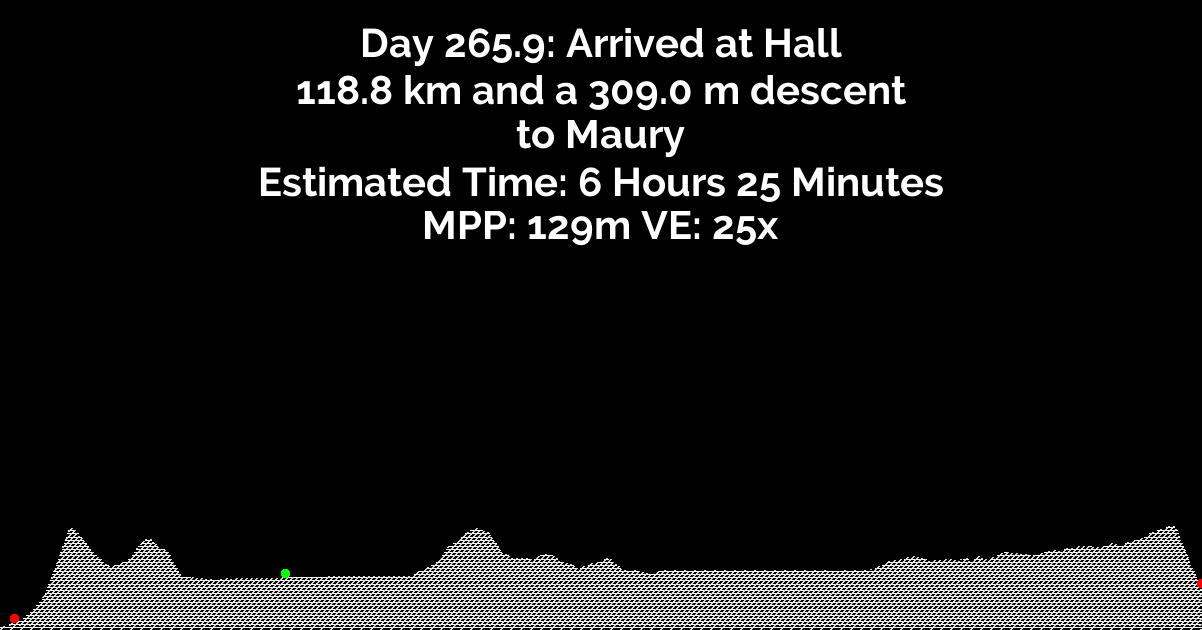 Day 265.9: Arrived at Hall
118.8 km and a 309.0 m descent
to Maury
Estimated Time: 6 Hours 25 Minutes
MPP: 129m VE: 25x